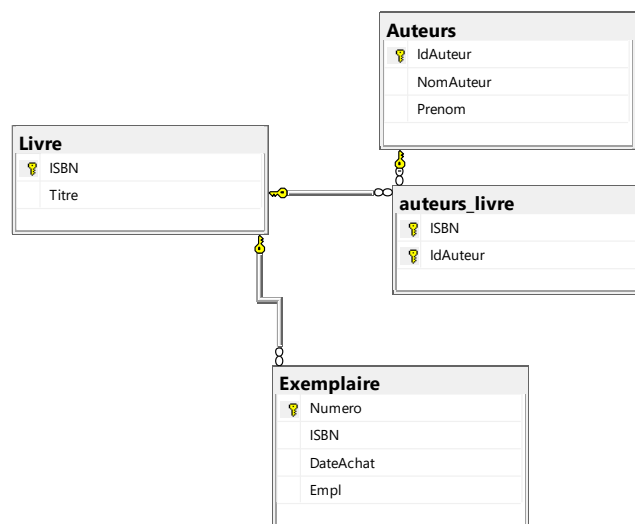 Auteurs
IdAuteur
NomAuteur
Prenom
Livre
ISBN
Titre
auteurs_livre
ISBN
IdAuteur
Exemplaire
Numero
ISBN
DateAchat
Empl